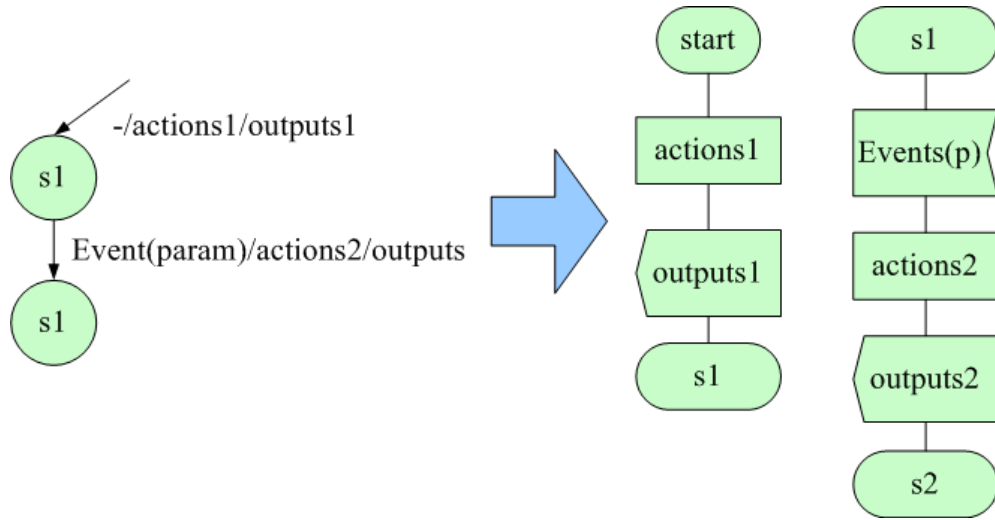 -/actions1/outputs1
s1
Event(param)/actions2/outputs
s1
start
actions1
outputs1
s1
s1
Events(p)
actions2
outputs2
s2